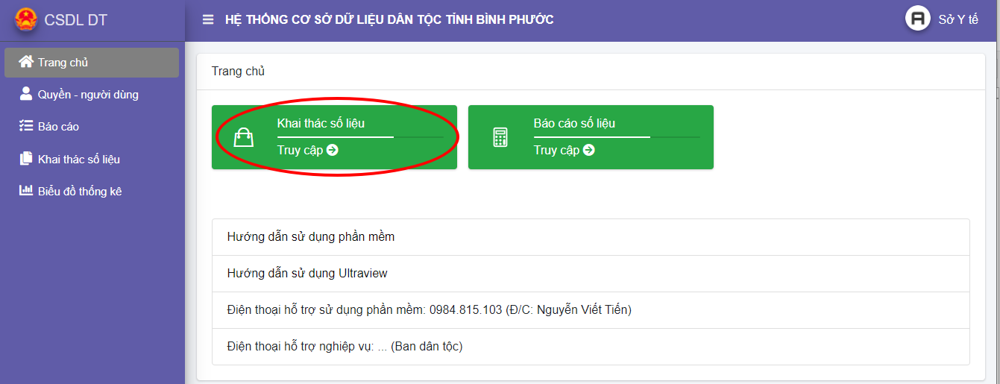 CSDL DT
HỆ THỐNG CƠ SỞ DỮ LIỆU DÂN TỘC TỈNH BÌNH PHƯỚC
Sở Y tế
Trang chủ
Quyền - người dùng
Báo cáo
Khai thác số liệu
Biểu đồ thống kê
Trang chủ
Khai thác số liệu
Truy cập
Báo cáo số liệu
Truy cập
Hướng dẫn sử dụng phần mềm
Hướng dẫn sử dụng Ultraview
Điện thoại hỗ trợ sử dụng phần mềm: 0984.815.103 (Đ/C: Nguyễn Viết Tiến)
Điện thoại hỗ trợ nghiệp vụ: ... (Ban dân tộc)